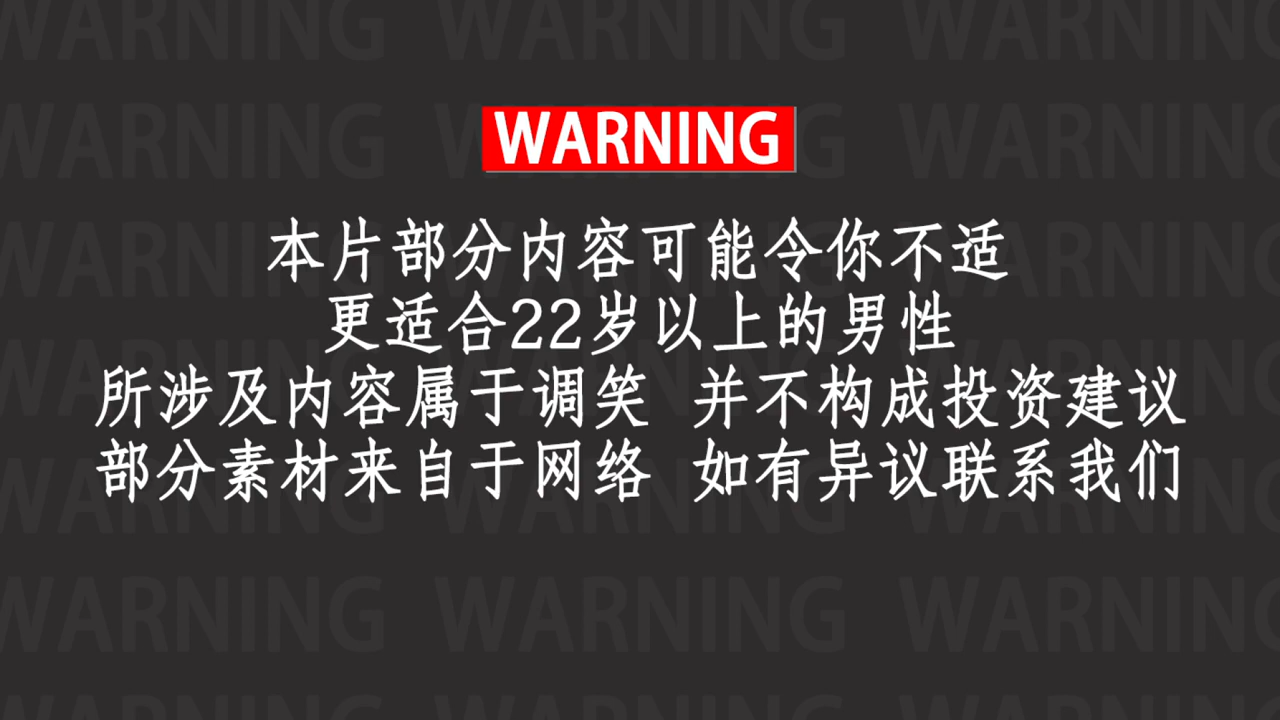 WARNING
本片部分内容可能令你不适
更适合22岁以上的男性
所涉及内容属于调笑 并不构成投资建议
部分素材来自于网络 如有异议联系我们